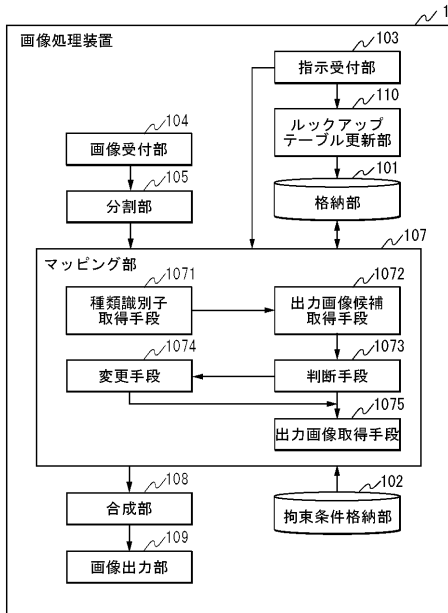 1
画像処理装置
103
指示受付部
110
ルックアップ
テーブル更新部
104
画像受付部
105
分割部
101
格納部
107
マッピング部
1071
種類識別子
取得手段
1072
出力画像候補
取得手段
1074
変更手段
1073
判断手段
1075
出力画像取得手段
108
合成部
102
拘束条件格納部
109
画像出力部